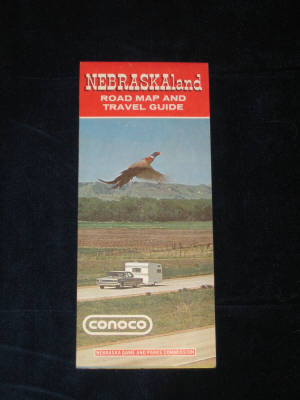 NEBRASKAland
ROAD MAP AND
TRAVEL GUIDE
conoco
NEBRASKA GAME AND PARKS COMMISSION